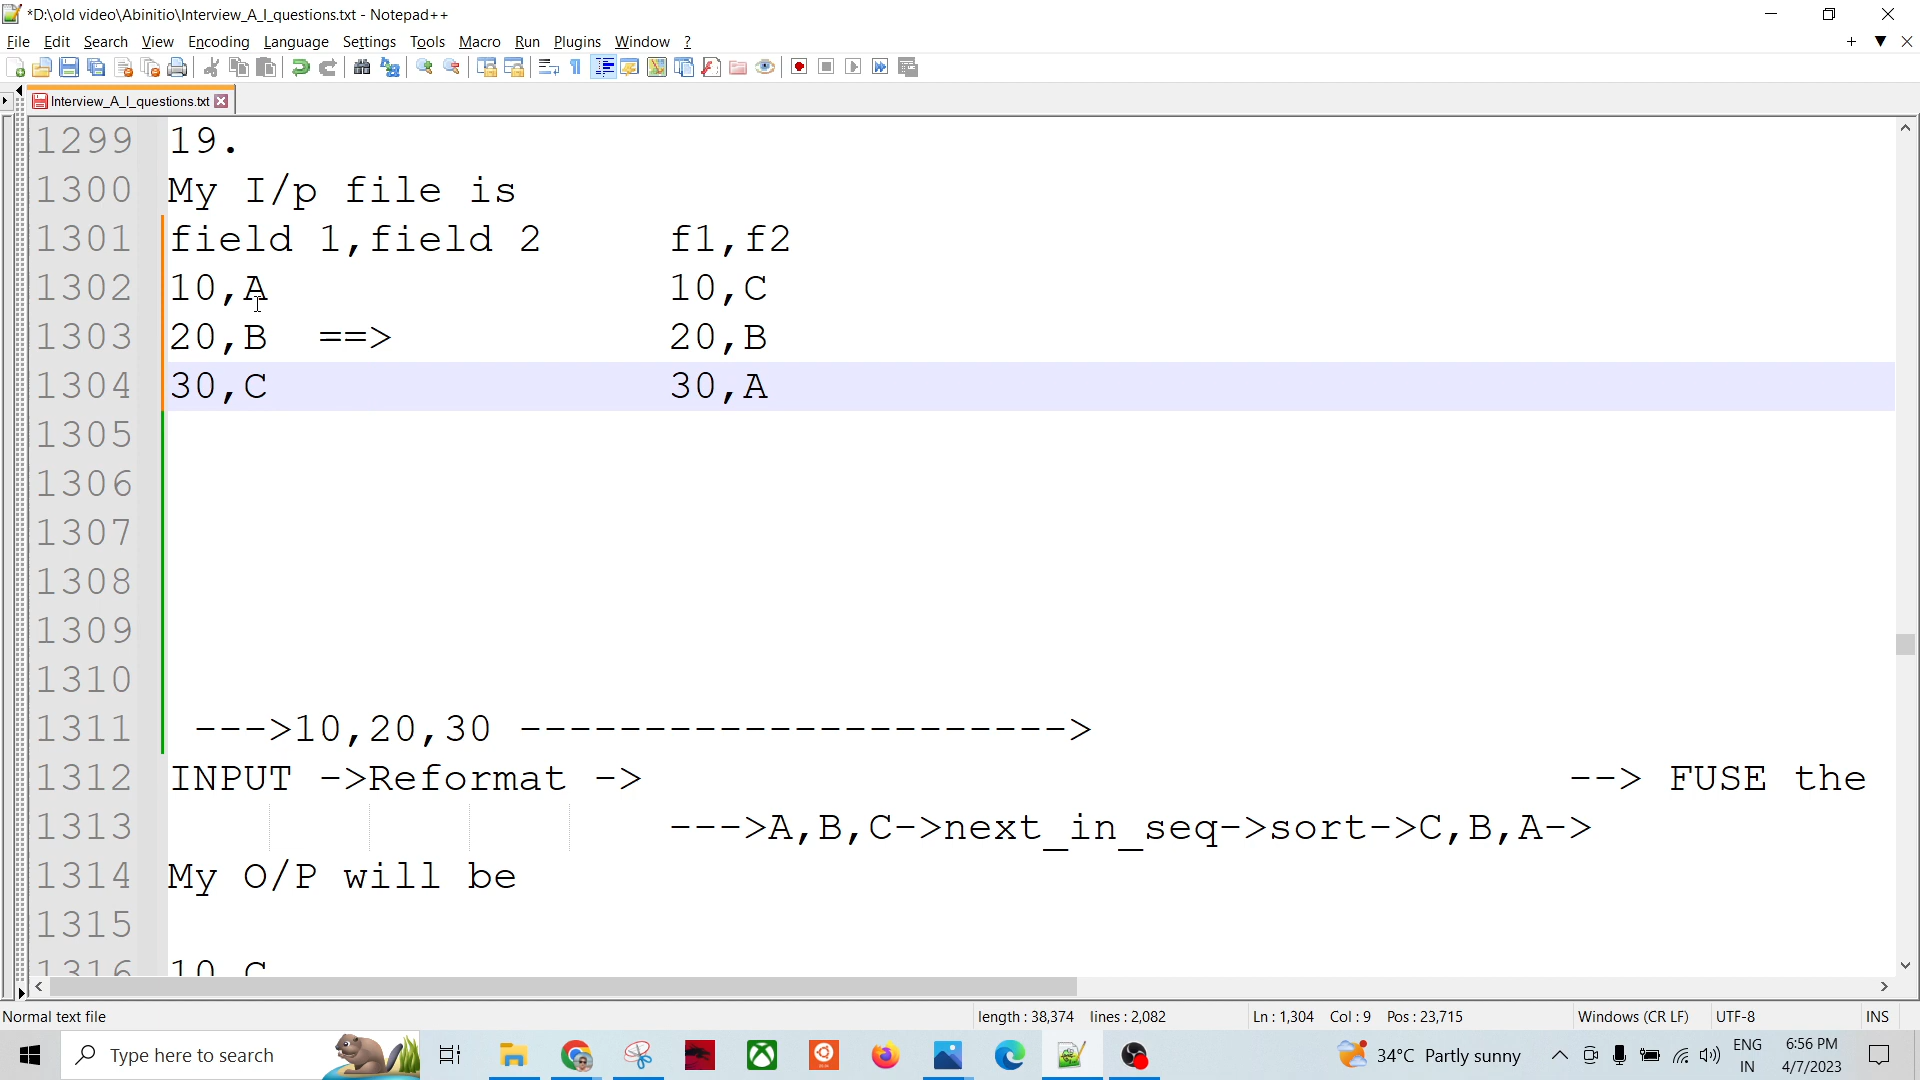 *D:\old video\Abinitio\Interview_A_I_questions.txt - Notepad++
File Edit Search View Encoding Language Settings Tools Macro Run Plugins Window ?
Interview_A_I_questions.txt
1299 19.
1300 My I/p file is
1301 field 1,field 2 f1,f2
1302 10,A 10,C
1303 20,B ==> 20,B
1304 30,C 30,A
1305
1306
1307
1308
1309
1310
1311 --->10,20,30 ---------------------->
1312 INPUT ->Reformat -> --> FUSE the
1313 --->A,B,C->next_in_seq->sort->C,B,A->
1314 My O/P will be
1315
1316 10 C
Normal text file length : 38,374 lines : 2,082 Ln : 1,304 Col : 9 Pos : 23,715 Windows (CR LF) UTF-8 INS
Type here to search 34°C Partly sunny ENG IN 6:56 PM 4/7/2023